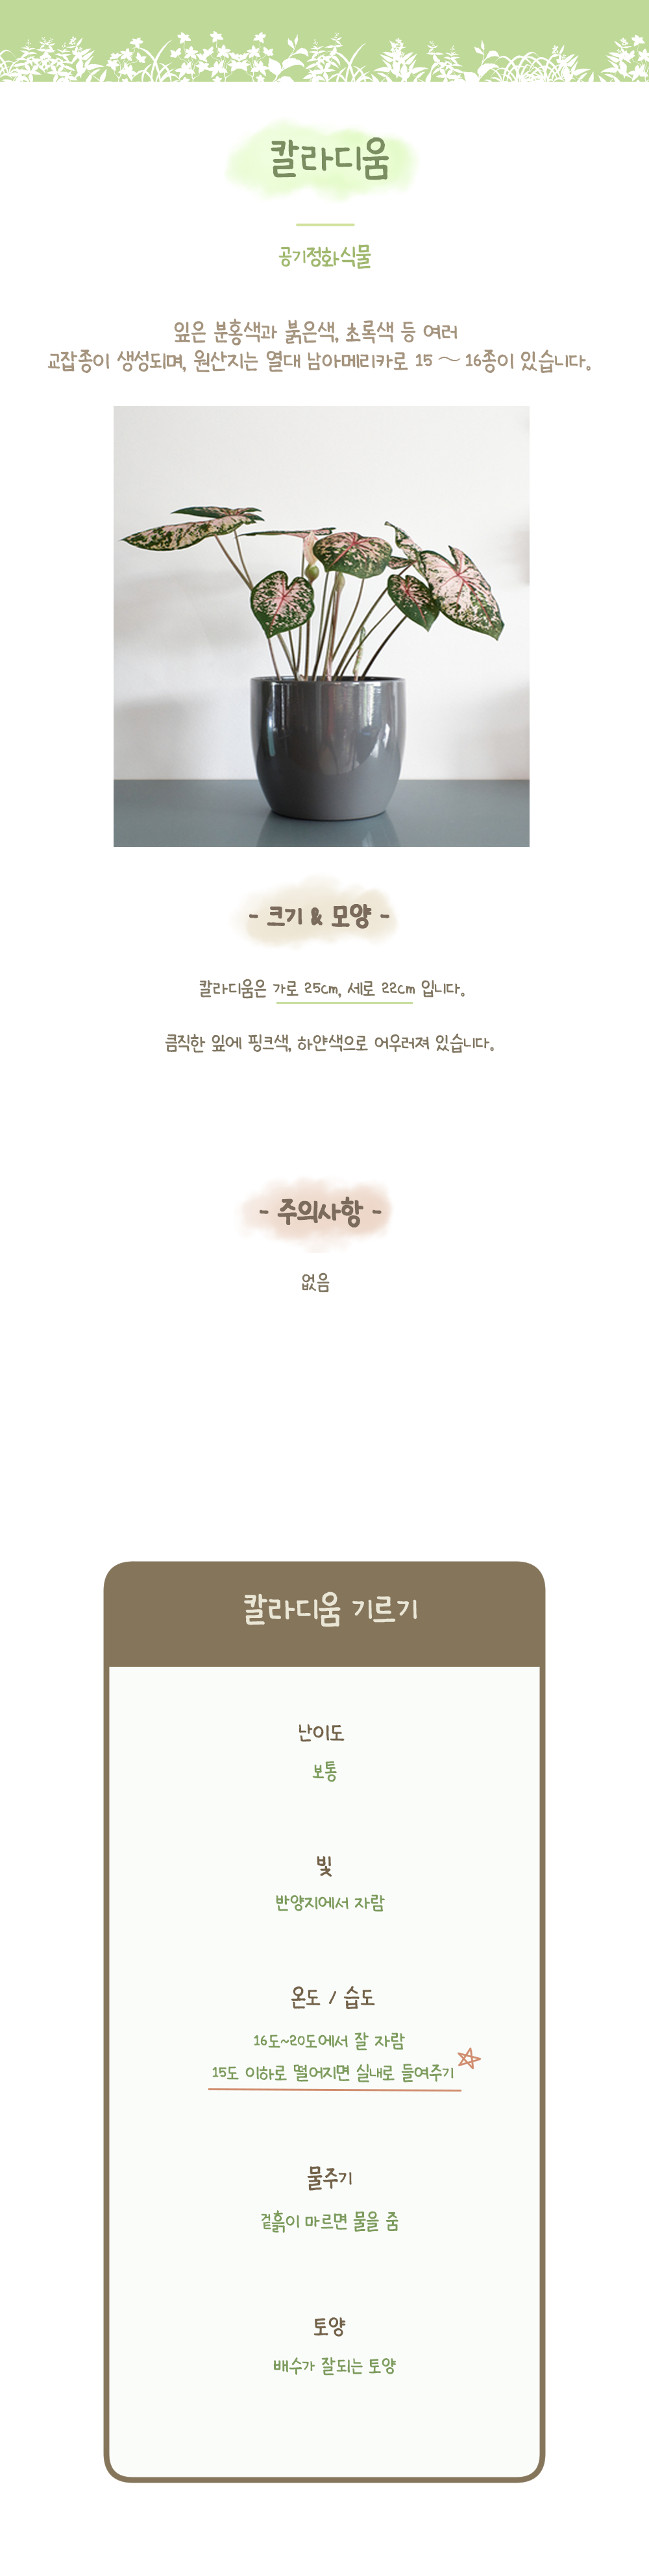 칼라디움
공기정화식물
잎은 분홍색과 붉은색, 초록색 등 여러
교잡종이 생성되며, 원산지는 열대 남아메리카로 15 ~ 16종이 있습니다.
- 크기 & 모양 -
칼라디움은 가로 25cm, 세로 22cm 입니다.
큼직한 잎에 핑크색, 하얀색으로 어우러져 있습니다.
- 주의사항 -
없음
칼라디움 기르기
난이도
보통
빛
반양지에서 자람
온도 / 습도
16도~20도에서 잘 자람
15도 이하로 떨어지면 실내로 들여주기
물주기
겉흙이 마르면 물을 줌
토양
배수가 잘되는 토양